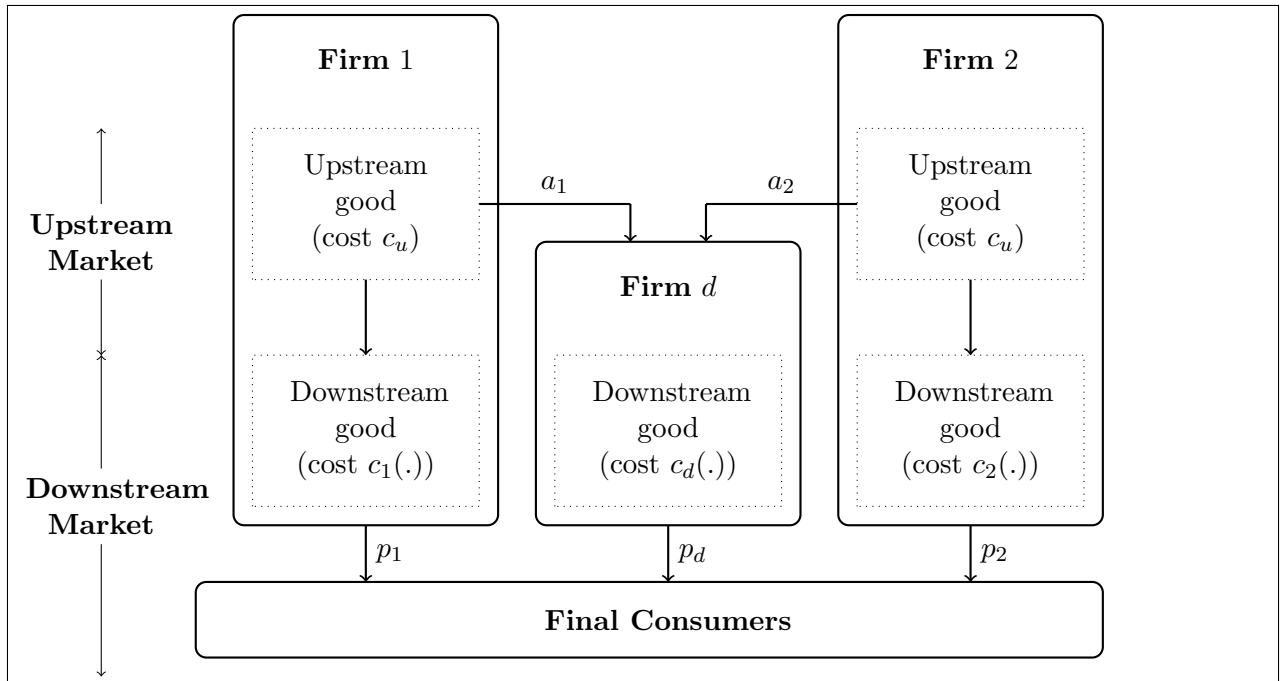 Firm 1
Firm 2
Upstream
good
(cost c_u)
a_1
a_2
Upstream
good
(cost c_u)
Upstream
Market
Firm d
Downstream
good
(cost c_1(.))
Downstream
good
(cost c_d(.))
Downstream
good
(cost c_2(.))
Downstream
Market
p_1
p_d
p_2
Final Consumers